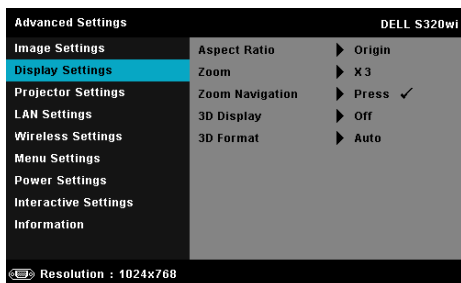 Advanced Settings DELL S320wi
Image Settings Aspect Ratio Origin
Display Settings Zoom X 3
Projector Settings Zoom Navigation Press ✓
LAN Settings 3D Display Off
Wireless Settings 3D Format Auto
Menu Settings
Power Settings
Interactive Settings
Information
Resolution : 1024x768